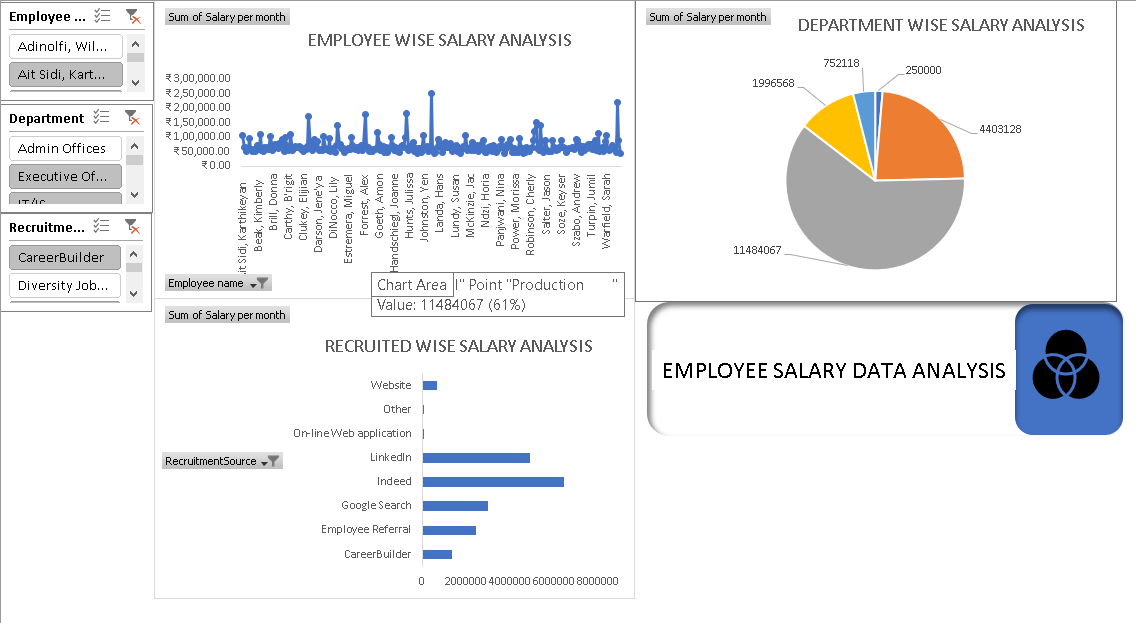 Employee ...
Adinolfi, Wil...
Ait Sidi, Kart...
Department
Admin Offices
Executive Of...
IT/IS
Recruitme...
CareerBuilder
Diversity Job...
Sum of Salary per month
EMPLOYEE WISE SALARY ANALYSIS
₹ 3,00,000.00
₹ 2,50,000.00
₹ 2,00,000.00
₹ 1,50,000.00
₹ 1,00,000.00
₹ 50,000.00
₹ 0.00
Ait Sidi, Karthikeyan
Beak, Kimberly
Brill, Donna
Carthy, B'rigit
Clukey, Elijian
Darson, Jene'ya
DiNocco, Lily
Estremera, Miguel
Forrest, Alex
Goeth, Amon
Handschiegl, Joanne
Hunts, Julissa
Johnston, Yen
Landa, Hans
Lundy, Susan
McKinzie, Jac
Ndzi, Horia
Panjwani, Nina
Power, Morissa
Robinson, Cherly
Salter, Jason
Soze, Keyser
Szabo, Andrew
Turpin, Jumil
Warfield, Sarah
Employee name
Chart Area l" Point "Production "
Value: 11484067 (61%)
Sum of Salary per month
RECRUITED WISE SALARY ANALYSIS
Website
Other
On-line Web application
LinkedIn
Indeed
Google Search
Employee Referral
CareerBuilder
0 2000000 4000000 6000000 8000000
RecruitmentSource
Sum of Salary per month
DEPARTMENT WISE SALARY ANALYSIS
752118
250000
1996568
4403128
11484067
EMPLOYEE SALARY DATA ANALYSIS